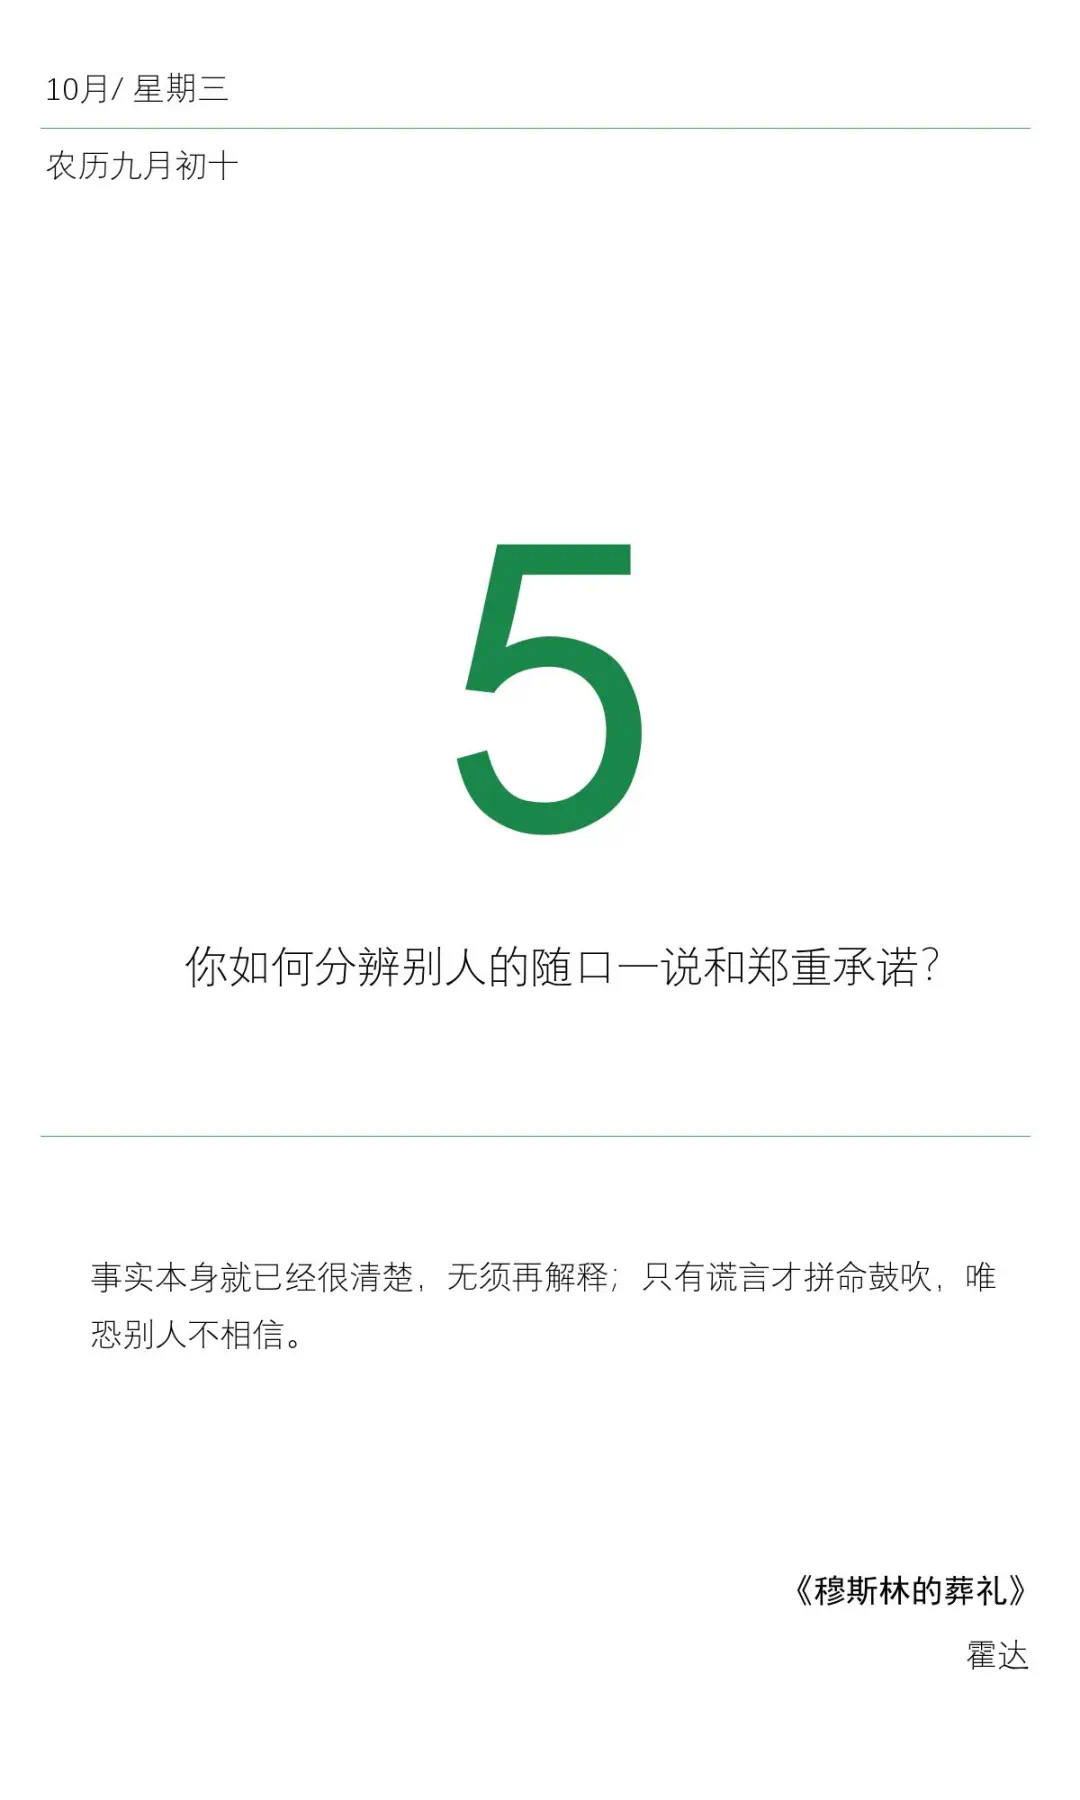 10月/ 星期三
农历九月初十
5
你如何分辨别人的随口一说和郑重承诺？
事实本身就已经很清楚，无须再解释；只有谎言才拼命鼓吹，唯
恐别人不相信。
《穆斯林的葬礼》
霍达